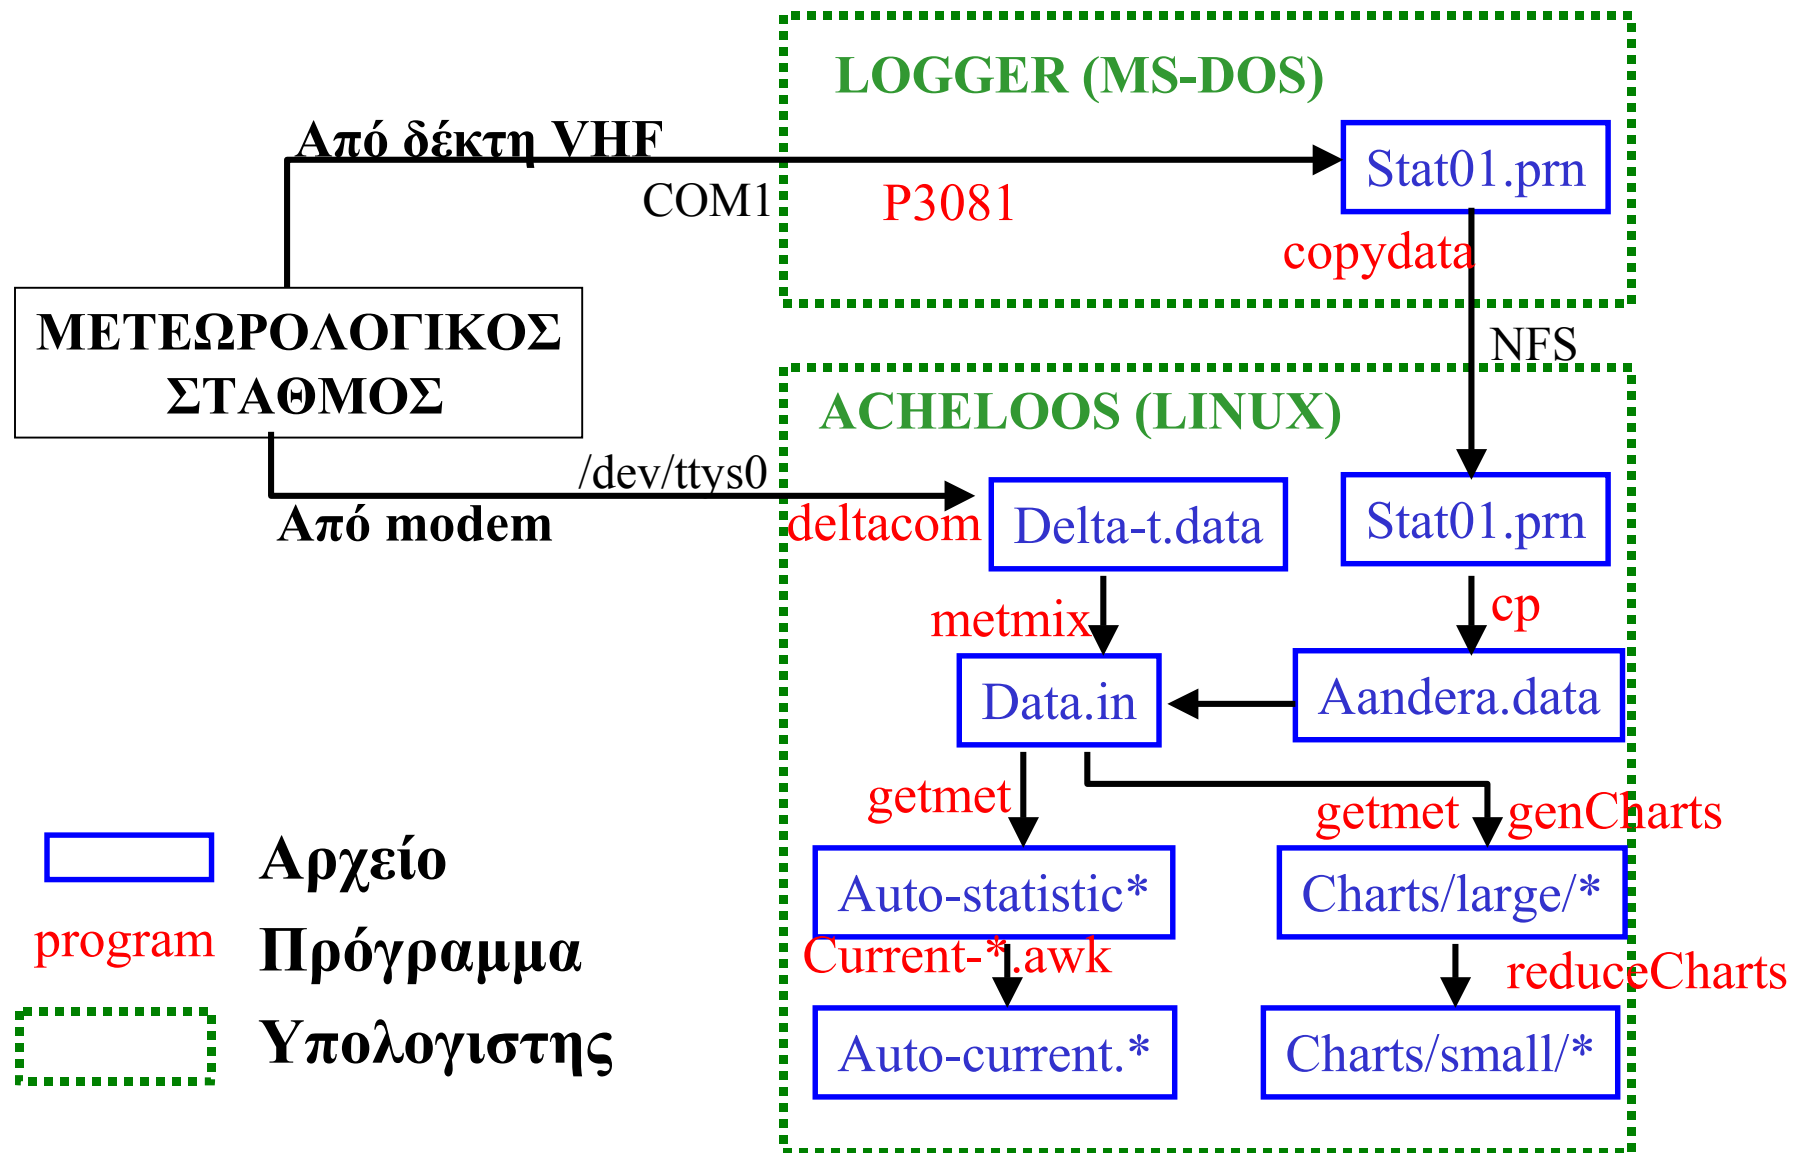 LOGGER (MS-DOS)
Από δέκτη VHF
Stat01.prn
COM1
P3081
copydata
ΜΕΤΕΩΡΟΛΟΓΙΚΟΣ
ΣΤΑΘΜΟΣ
NFS
ACHELOOS (LINUX)
/dev/ttys0
Από modem
deltacom
Delta-t.data
Stat01.prn
metmix
cp
Data.in
Aandera.data
getmet
getmet
genCharts
Αρχείο
Auto-statistic*
Charts/large/*
program
Πρόγραμμα
Current-*.awk
reduceCharts
Υπολογιστης
Auto-current.*
Charts/small/*